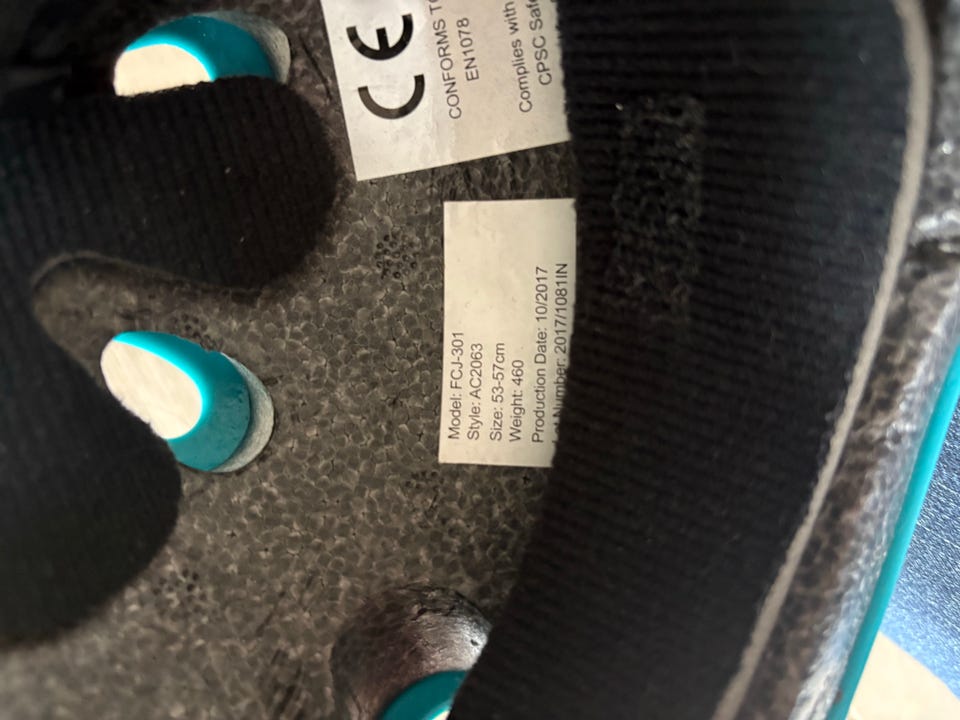 CE
CONFORMS TO
EN1078
Complies with
CPSC Safe
Model: FCJ-301
Style: AC2063
Size: 53-57cm
Weight: 460
Production Date: 10/2017
Number: 2017/1081IN